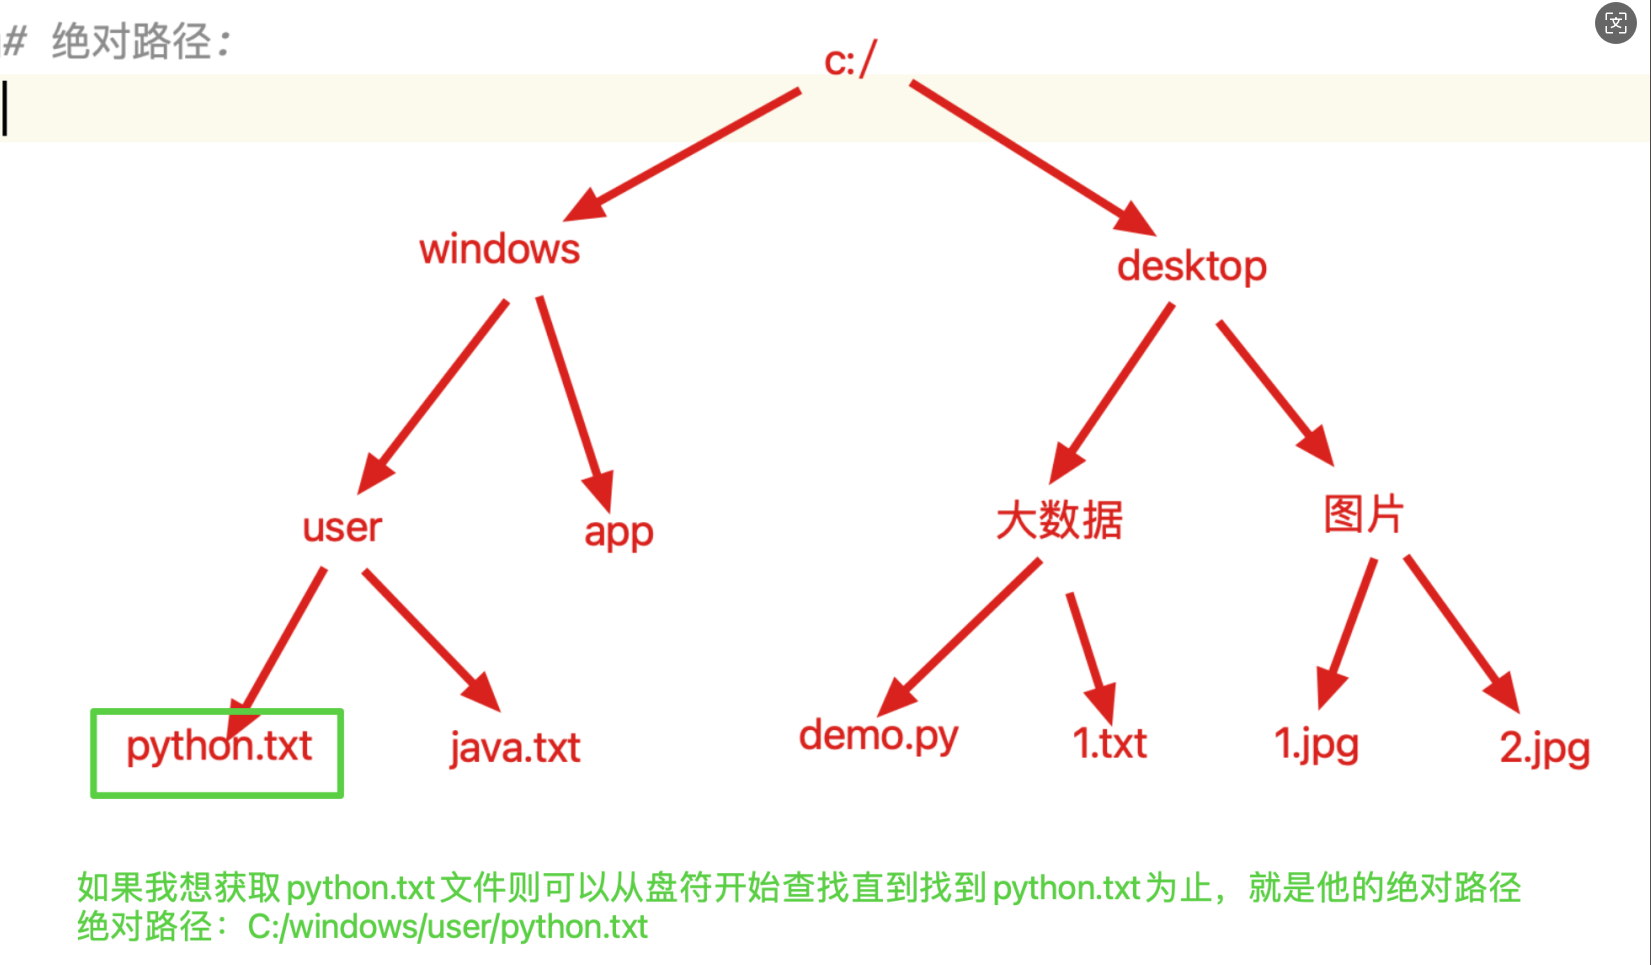 # 绝对路径：
c:/
windows
desktop
user
app
大数据
图片
python.txt
java.txt
demo.py
1.txt
1.jpg
2.jpg
如果我想获取python.txt文件则可以从盘符开始查找直到找到python.txt为止，就是他的绝对路径
绝对路径：C:/windows/user/python.txt